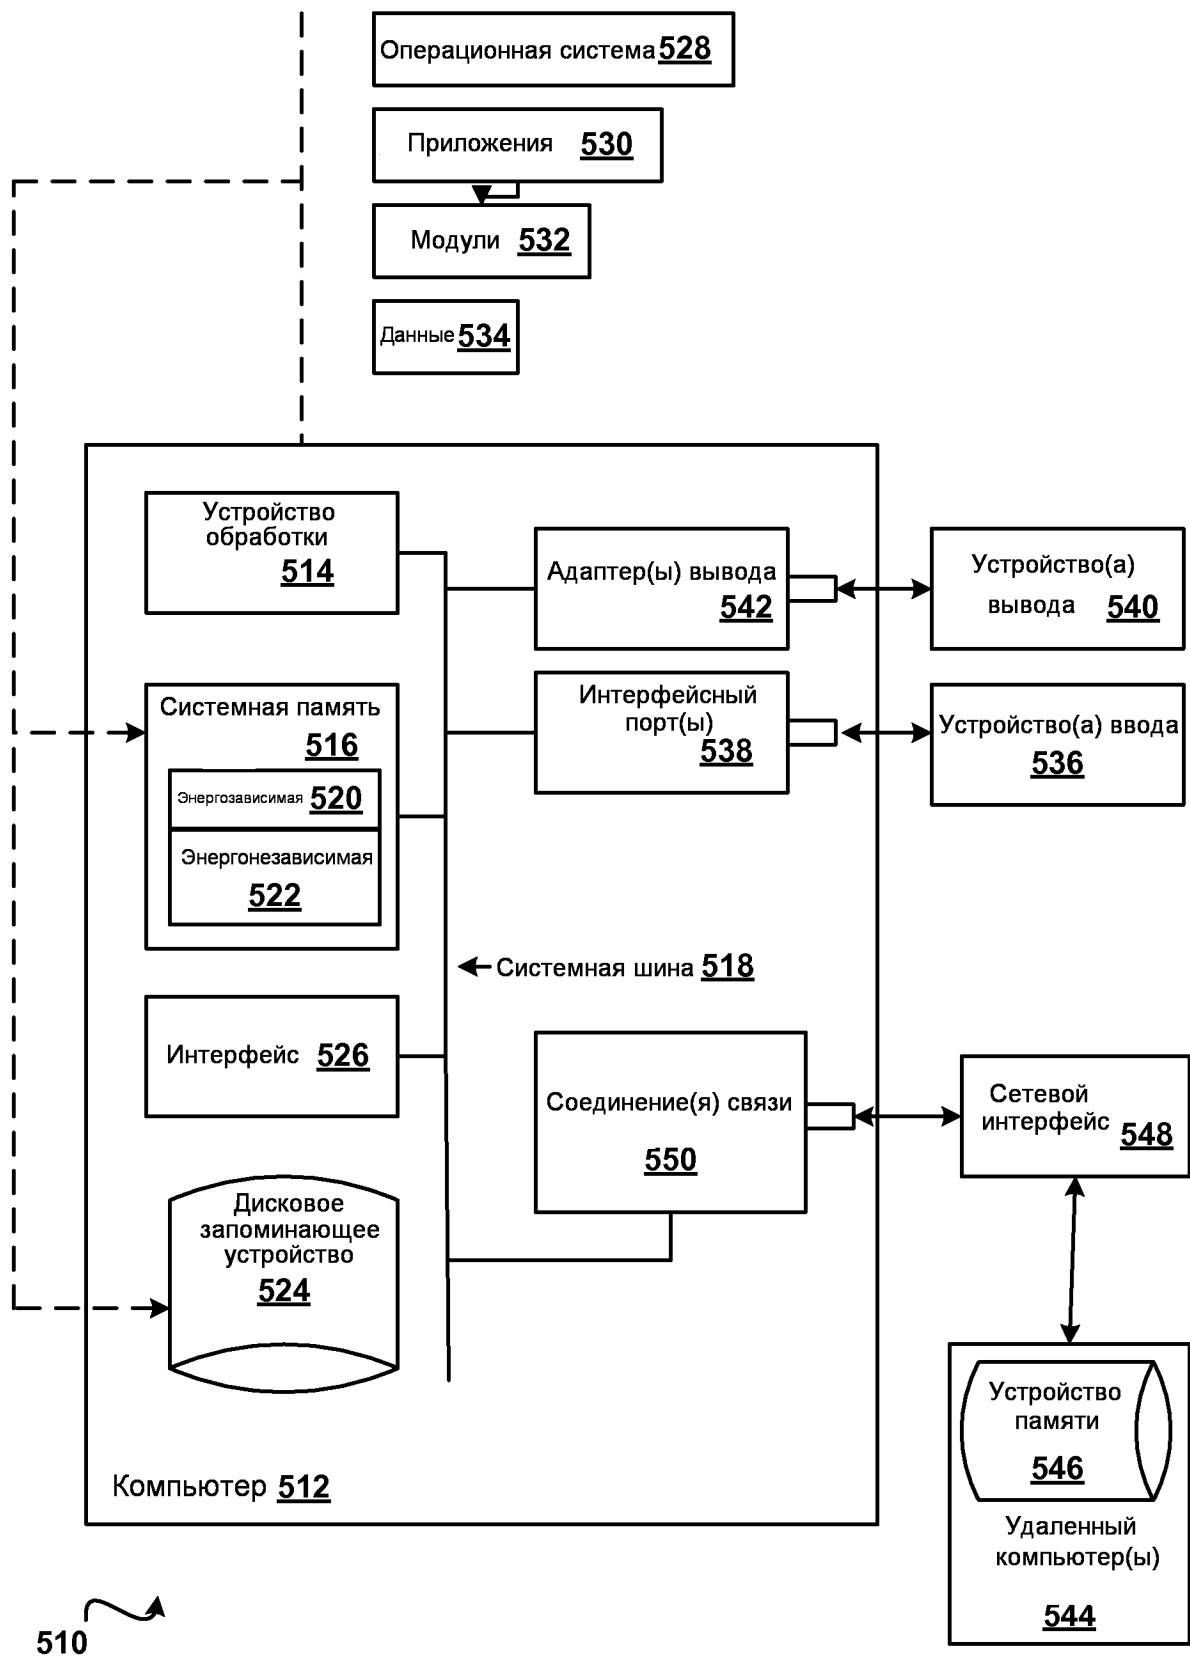 Операционная система 528
Приложения 530
Модули 532
Данные 534
Устройство
обработки
514
Адаптер(ы) вывода
542
Устройство(а)
вывода 540
Системная память
516
Энергозависимая 520
Энергонезависимая
522
Интерфейсный
порт(ы)
538
Устройство(а) ввода
536
Системная шина 518
Интерфейс 526
Соединение(я) связи
550
Сетевой
интерфейс 548
Дисковое
запоминающее
устройство
524
Устройство
памяти
546
Удаленный
компьютер(ы)
544
Компьютер 512
510